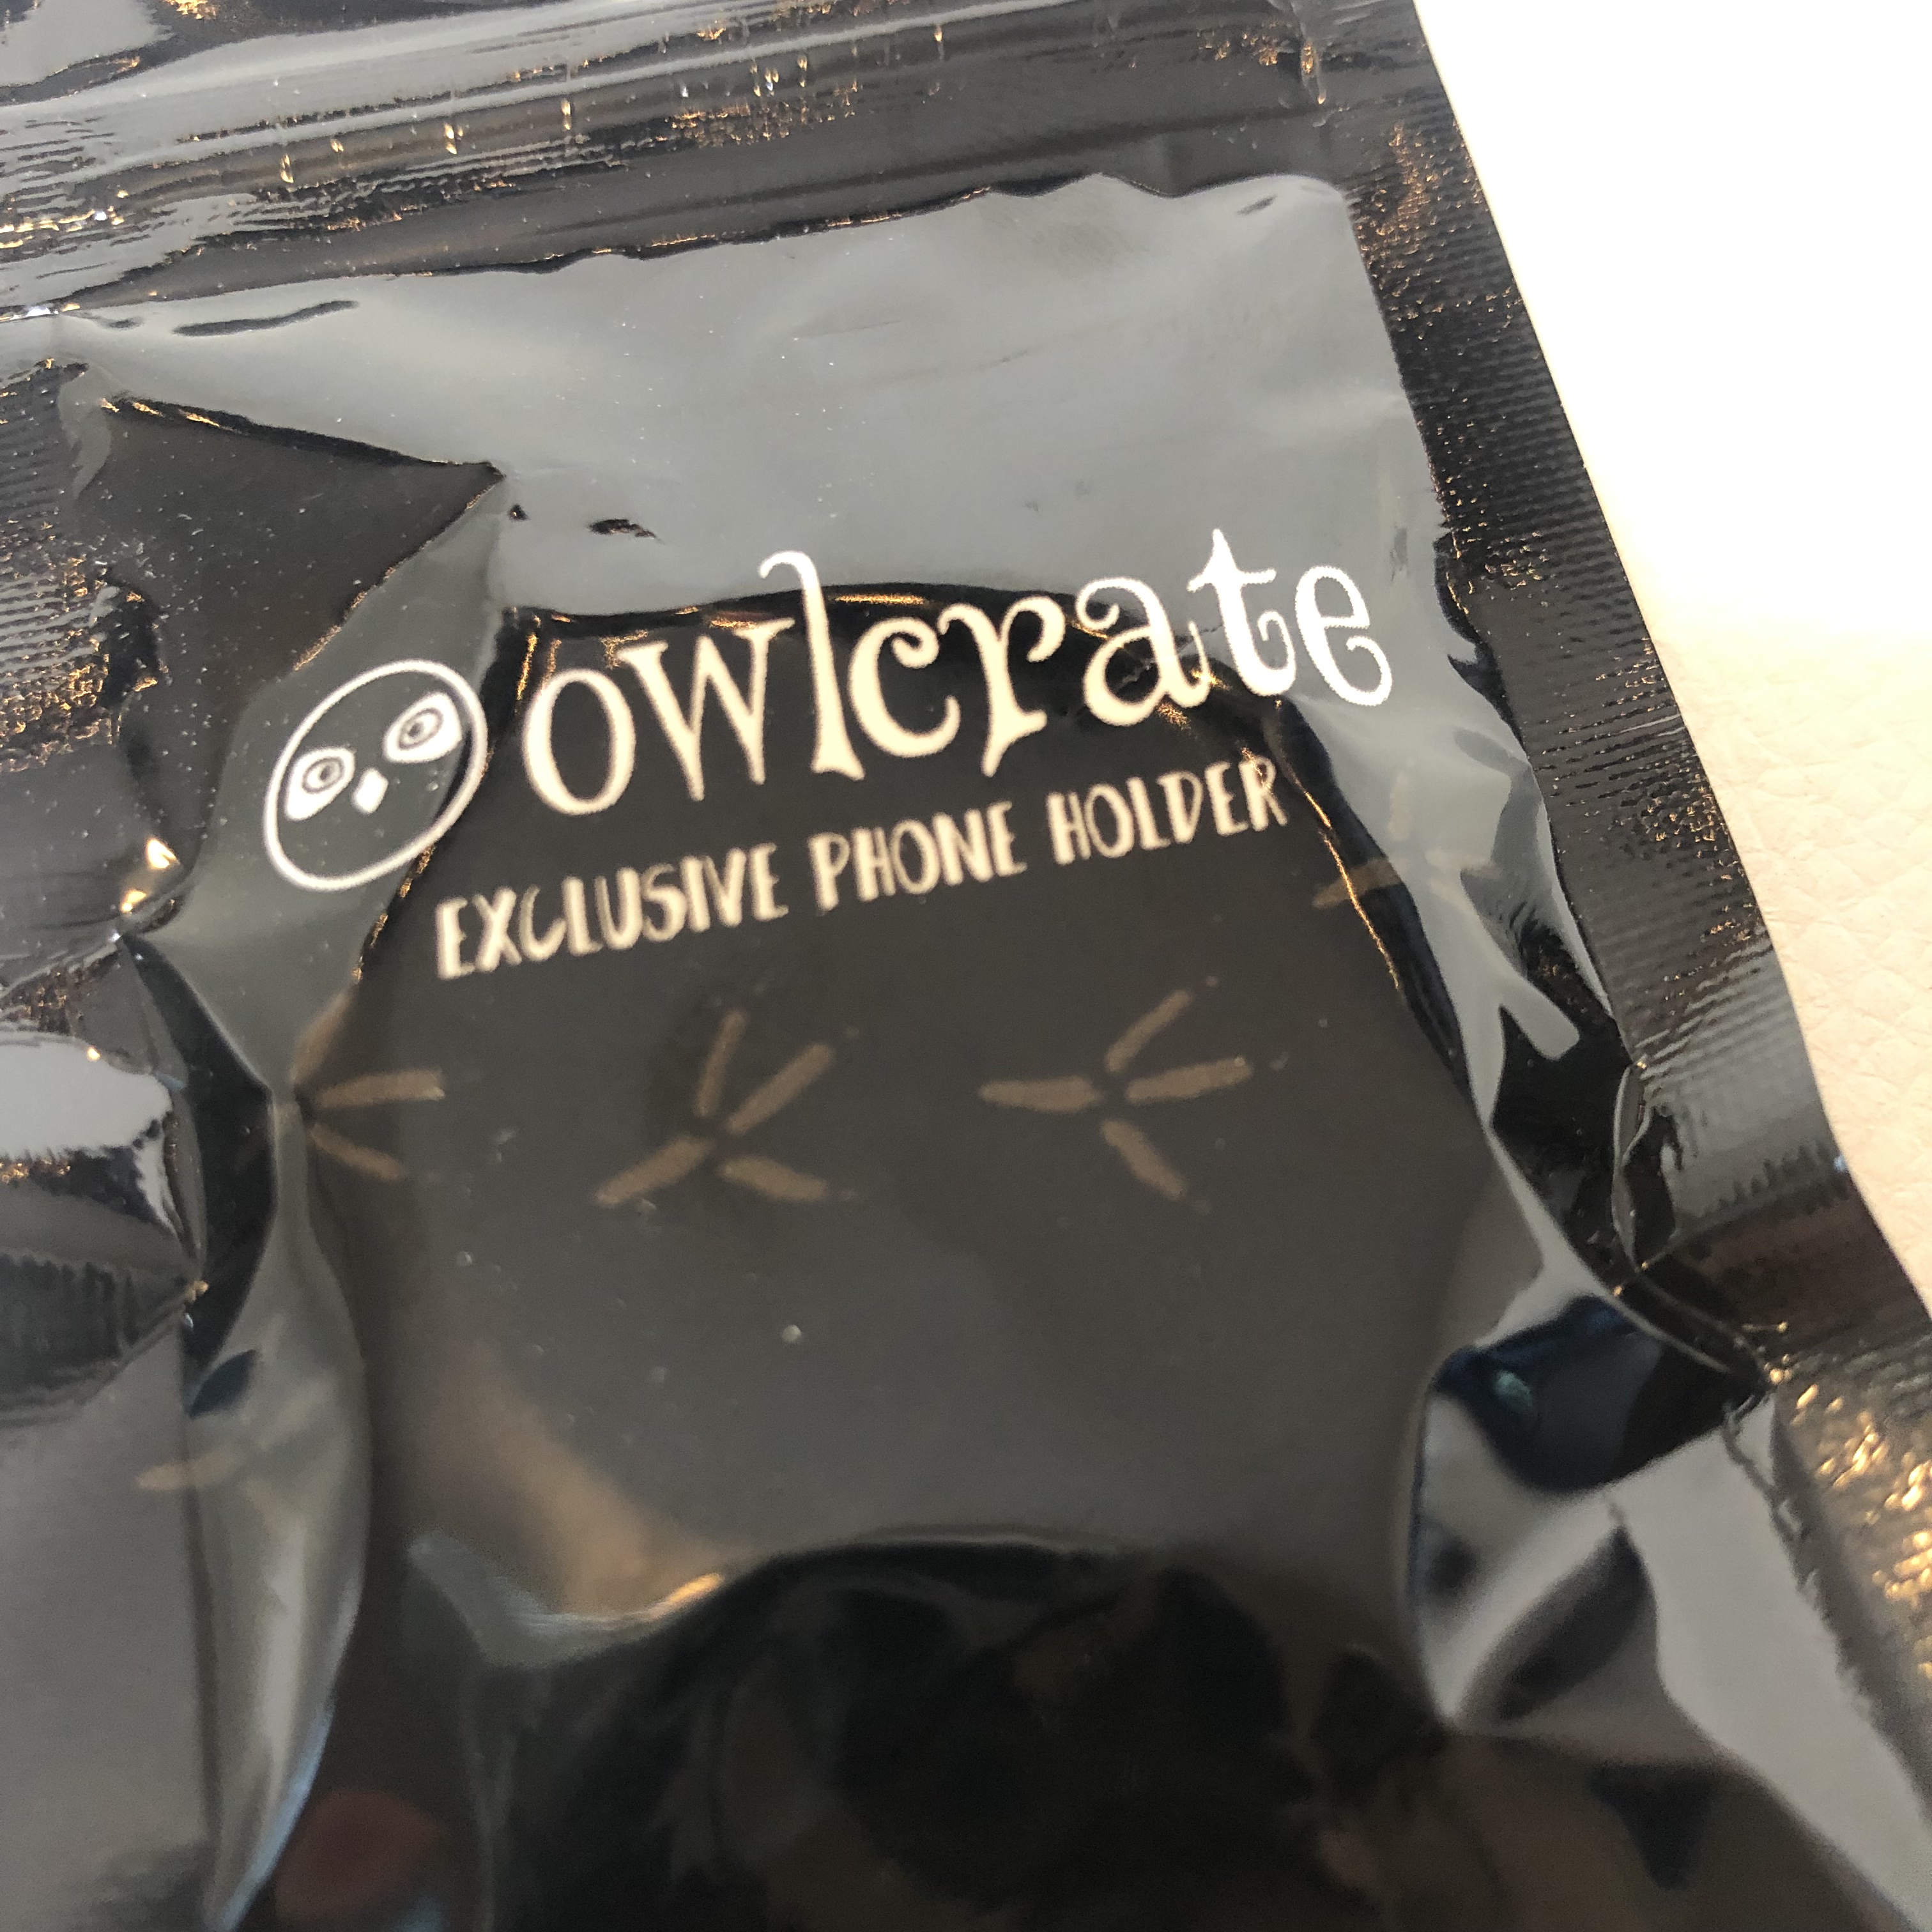 owlcrate
EXCLUSIVE PHONE HOLDER